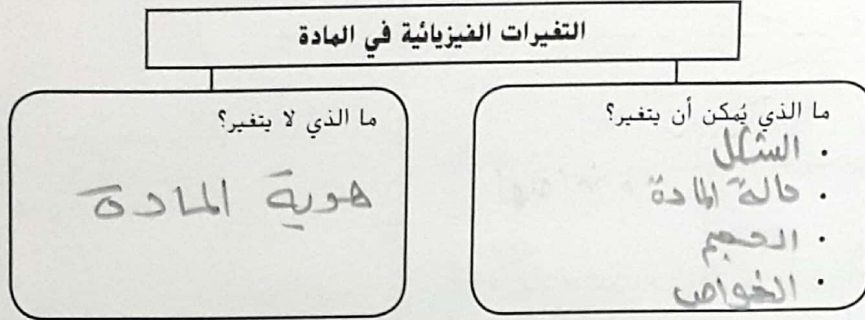 التغيرات الفيزيائية في المادة
ما الذي يُمكن أن يتغير؟
• الشكل
• حالة المادة
• الحجم
• الخواص
ما الذي لا يتغير؟
هوية المادة